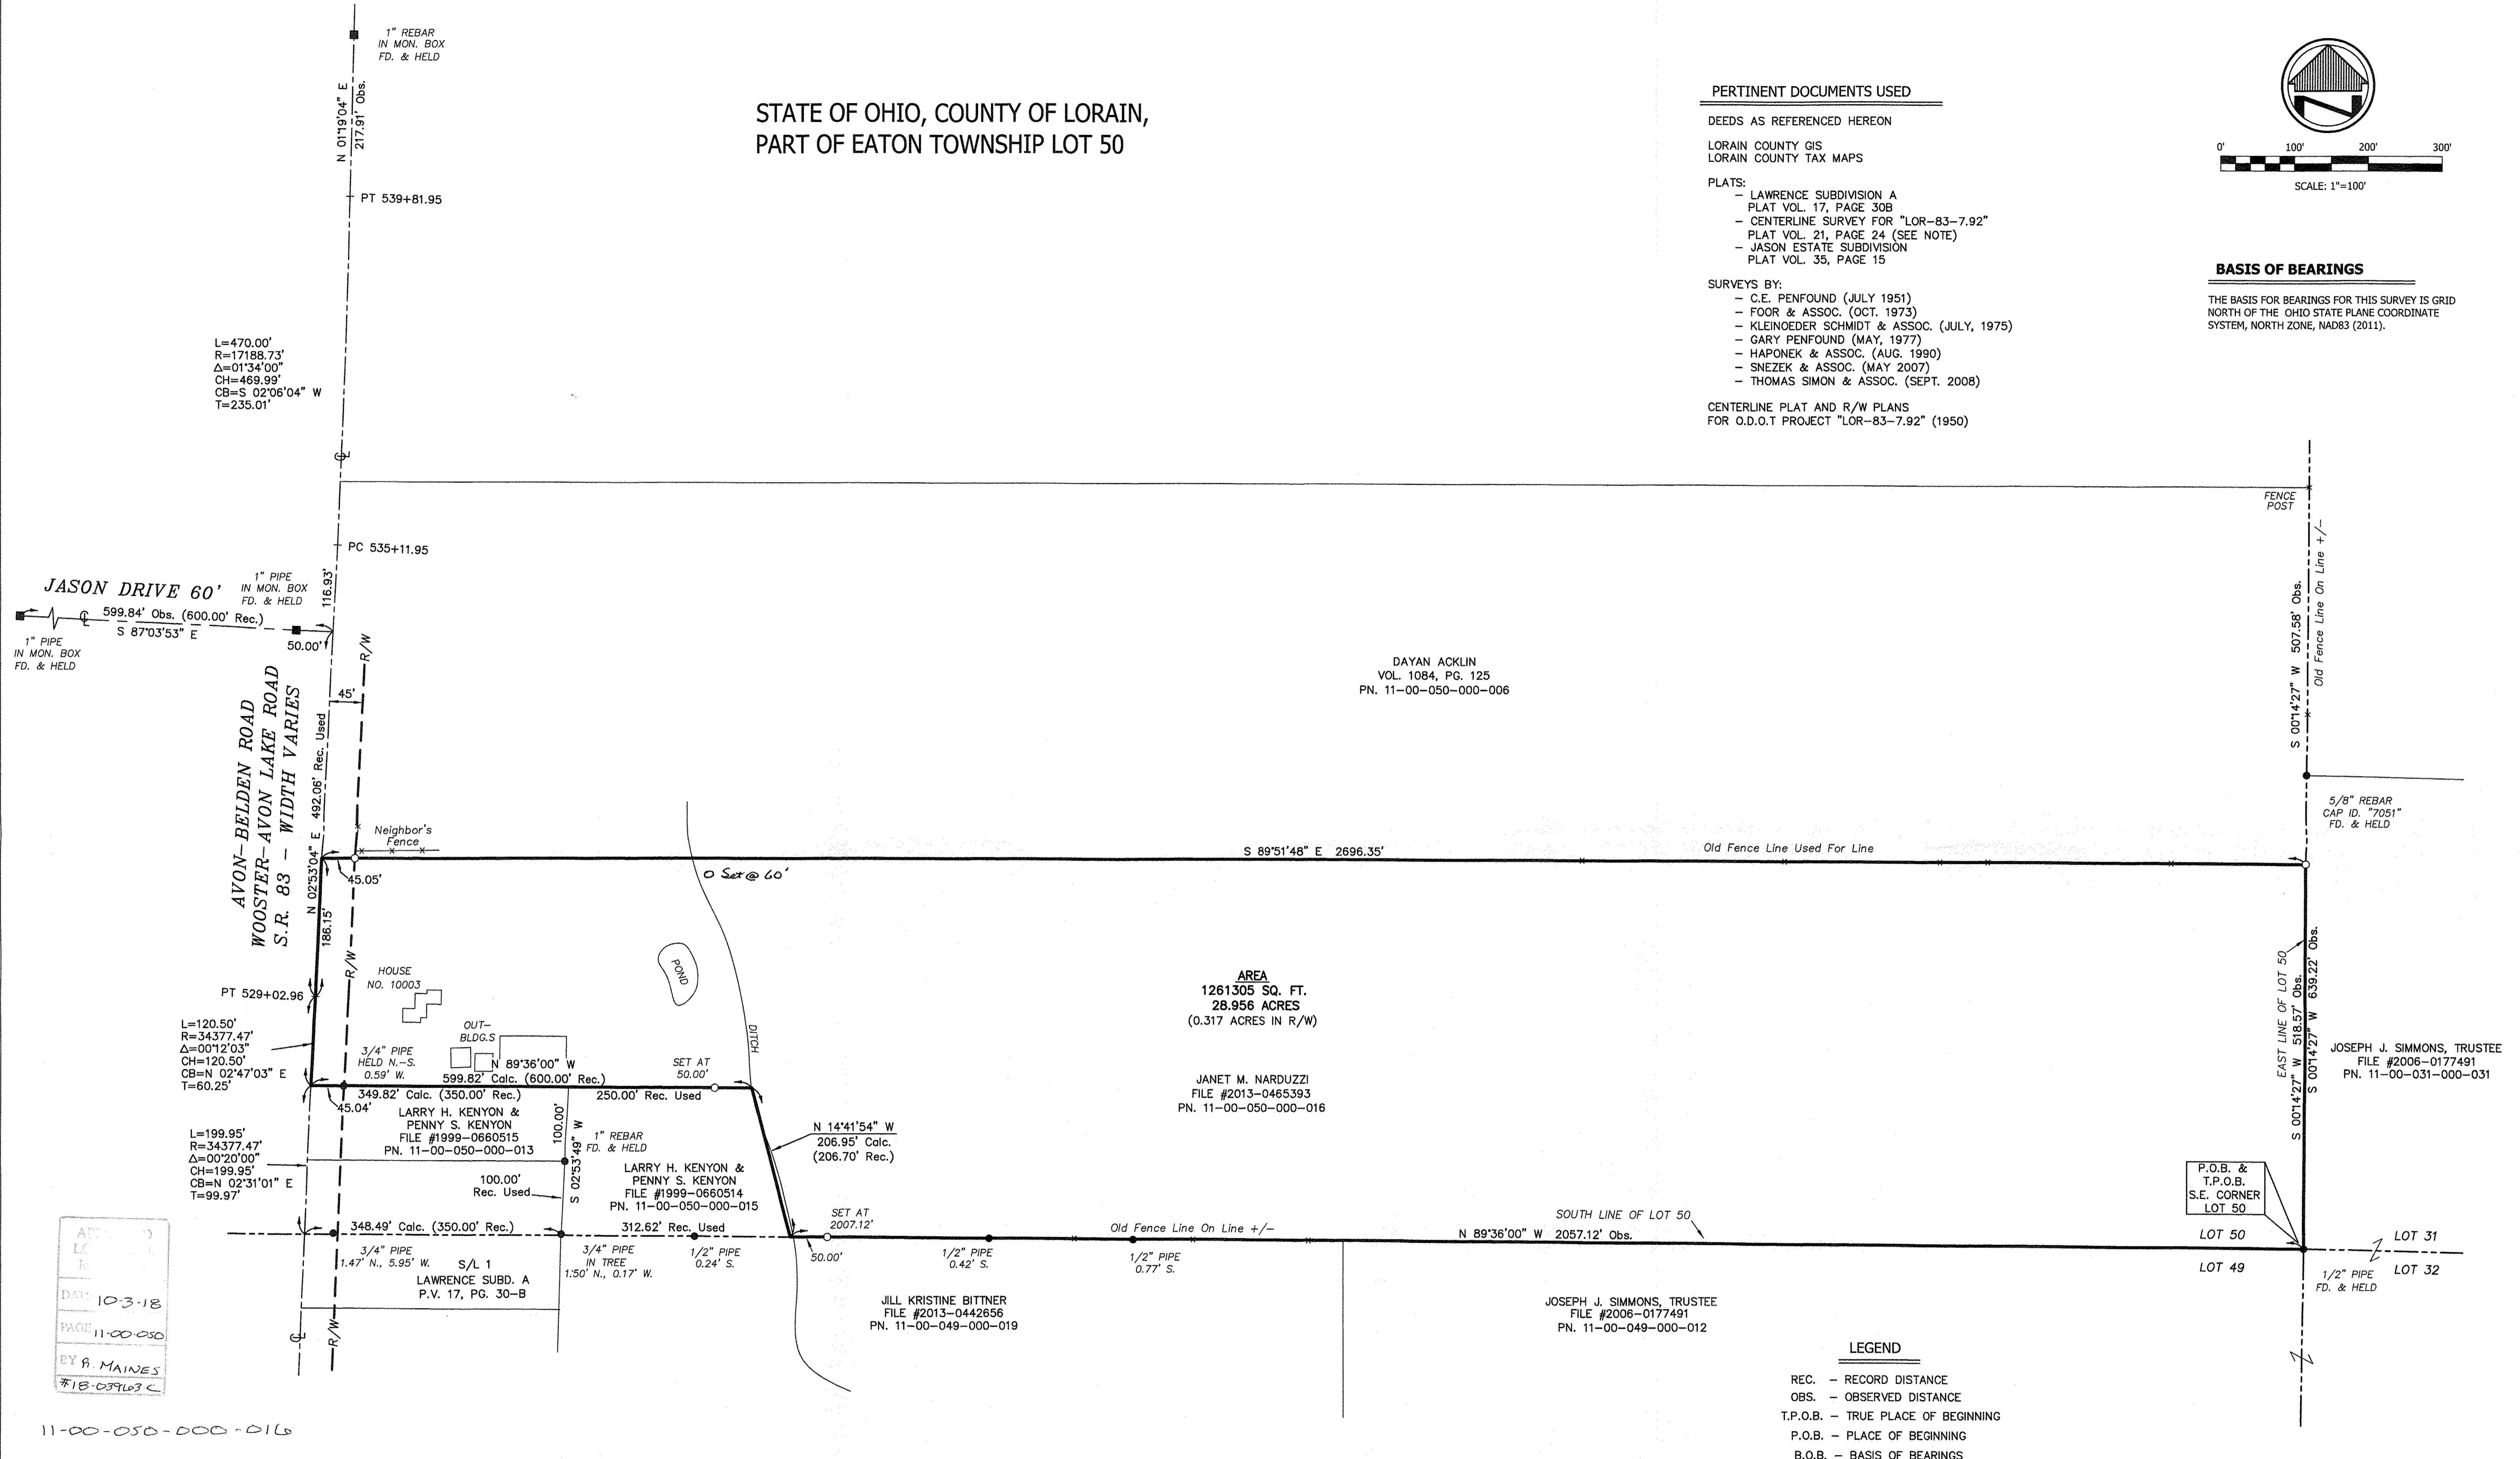 1" REBAR
IN MON. BOX
FD. & HELD
N 01°19'04" E
217.91' Obs.
PT 539+81.95
STATE OF OHIO, COUNTY OF LORAIN,
PART OF EATON TOWNSHIP LOT 50
PERTINENT DOCUMENTS USED
DEEDS AS REFERENCED HEREON
LORAIN COUNTY GIS
LORAIN COUNTY TAX MAPS
PLATS:
– LAWRENCE SUBDIVISION A
PLAT VOL. 17, PAGE 30B
– CENTERLINE SURVEY FOR "LOR–83–7.92"
PLAT VOL. 21, PAGE 24 (SEE NOTE)
– JASON ESTATE SUBDIVISION
PLAT VOL. 35, PAGE 15
SURVEYS BY:
– C.E. PENFOUND (JULY 1951)
– FOOR & ASSOC. (OCT. 1973)
– KLEINOEDER SCHMIDT & ASSOC. (JULY, 1975)
– GARY PENFOUND (MAY, 1977)
– HAPONEK & ASSOC. (AUG. 1990)
– SNEZEK & ASSOC. (MAY 2007)
– THOMAS SIMON & ASSOC. (SEPT. 2008)
CENTERLINE PLAT AND R/W PLANS
FOR O.D.O.T PROJECT "LOR–83–7.92" (1950)
0' 100' 200' 300'
SCALE: 1"=100'
BASIS OF BEARINGS
THE BASIS FOR BEARINGS FOR THIS SURVEY IS GRID
NORTH OF THE OHIO STATE PLANE COORDINATE
SYSTEM, NORTH ZONE, NAD83 (2011).
L=470.00'
R=17188.73'
Δ=01°34'00"
CH=469.99'
CB=S 02°06'04" W
T=235.01'
PC 535+11.95
116.93'
JASON DRIVE 60'
1" PIPE
IN MON. BOX
FD. & HELD
599.84' Obs. (600.00' Rec.)
S 87°03'53" E
50.00'
1" PIPE
IN MON. BOX
FD. & HELD
R/W
45'
AVON–BELDEN ROAD
WOOSTER–AVON LAKE ROAD
S.R. 83 – WIDTH VARIES
N 02°53'04" E 492.06' Rec. Used
186.15'
FENCE
POST
S 00°14'27" W 507.58' Obs.
Old Fence Line On Line +/–
DAYAN ACKLIN
VOL. 1084, PG. 125
PN. 11–00–050–000–006
5/8" REBAR
CAP ID. "7051"
FD. & HELD
Neighbor's
Fence
45.05'
S 89°51'48" E 2696.35'
Old Fence Line Used For Line
O Set @ 60'
POND
DITCH
R/W
HOUSE
NO. 10003
PT 529+02.96
L=120.50'
R=34377.47'
Δ=00°12'03"
CH=120.50'
CB=N 02°47'03" E
T=60.25'
OUT–
BLDG.S
3/4" PIPE
HELD N.–S.
0.59' W.
N 89°36'00" W
599.82' Calc. (600.00' Rec.)
SET AT
50.00'
349.82' Calc. (350.00' Rec.)
250.00' Rec. Used
45.04'
LARRY H. KENYON &
PENNY S. KENYON
FILE #1999–0660515
PN. 11–00–050–000–013
100.00'
S 02°53'49" W
1" REBAR
FD. & HELD
AREA
1261305 SQ. FT.
28.956 ACRES
(0.317 ACRES IN R/W)
JANET M. NARDUZZI
FILE #2013–0465393
PN. 11–00–050–000–016
EAST LINE OF LOT 50
S 00°14'27" W 518.57' Obs.
S 00°14'27" W 639.22' Obs.
JOSEPH J. SIMMONS, TRUSTEE
FILE #2006–0177491
PN. 11–00–031–000–031
N 14°41'54" W
206.95' Calc.
(206.70' Rec.)
L=199.95'
R=34377.47'
Δ=00°20'00"
CH=199.95'
CB=N 02°31'01" E
T=99.97'
100.00'
Rec. Used
LARRY H. KENYON &
PENNY S. KENYON
FILE #1999–0660514
PN. 11–00–050–000–015
P.O.B. &
T.P.O.B.
S.E. CORNER
LOT 50
348.49' Calc. (350.00' Rec.)
312.62' Rec. Used
SET AT
2007.12'
50.00'
Old Fence Line On Line +/–
SOUTH LINE OF LOT 50
N 89°36'00" W 2057.12' Obs.
LOT 50
LOT 31
LOT 49
LOT 32
3/4" PIPE
1.47' N., 5.95' W.
S/L 1
LAWRENCE SUBD. A
P.V. 17, PG. 30–B
3/4" PIPE
IN TREE
1.50' N., 0.17' W.
1/2" PIPE
0.24' S.
1/2" PIPE
0.42' S.
1/2" PIPE
0.77' S.
1/2" PIPE
FD. & HELD
R/W
JILL KRISTINE BITTNER
FILE #2013–0442656
PN. 11–00–049–000–019
JOSEPH J. SIMMONS, TRUSTEE
FILE #2006–0177491
PN. 11–00–049–000–012
DATE 10-3-18
PAGE 11-00-050
BY R. MAINES
#18-03963 C
11-00-050-000-016
LEGEND
REC. – RECORD DISTANCE
OBS. – OBSERVED DISTANCE
T.P.O.B. – TRUE PLACE OF BEGINNING
P.O.B. – PLACE OF BEGINNING
B.O.B. – BASIS OF BEARINGS